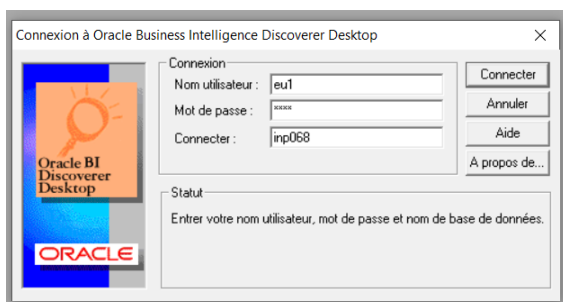 Connexion à Oracle Business Intelligence Discoverer Desktop
Connexion
Nom utilisateur : eu1
Mot de passe : ××××
Connecter : inp068
Connecter
Annuler
Aide
A propos de...
Oracle BI
Discoverer
Desktop
ORACLE
Statut
Entrer votre nom utilisateur, mot de passe et nom de base de données.